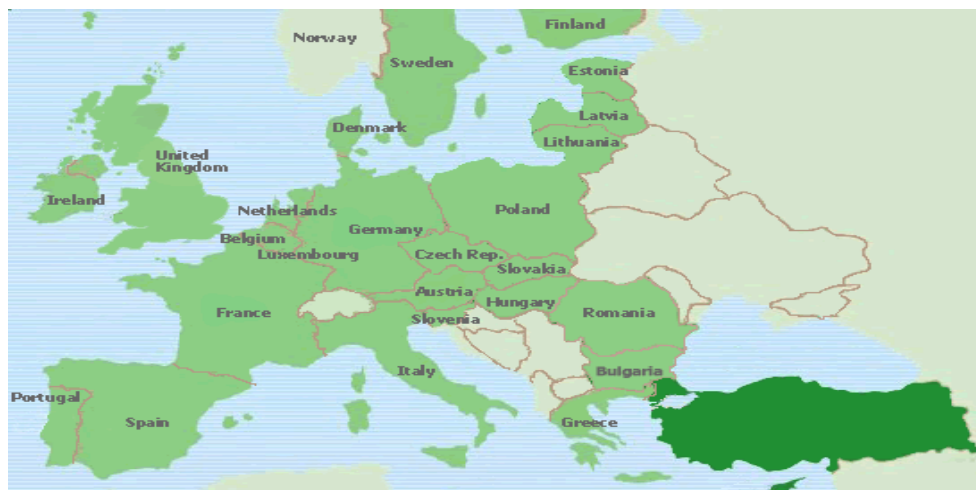 Finland
Norway
Sweden
Estonia
Latvia
Denmark
Lithuania
United
Kingdom
Ireland
Netherlands
Poland
Germany
Belgium
Luxembourg
Czech Rep.
Slovakia
Austria
Hungary
France
Slovenia
Romania
Italy
Bulgaria
Portugal
Spain
Greece